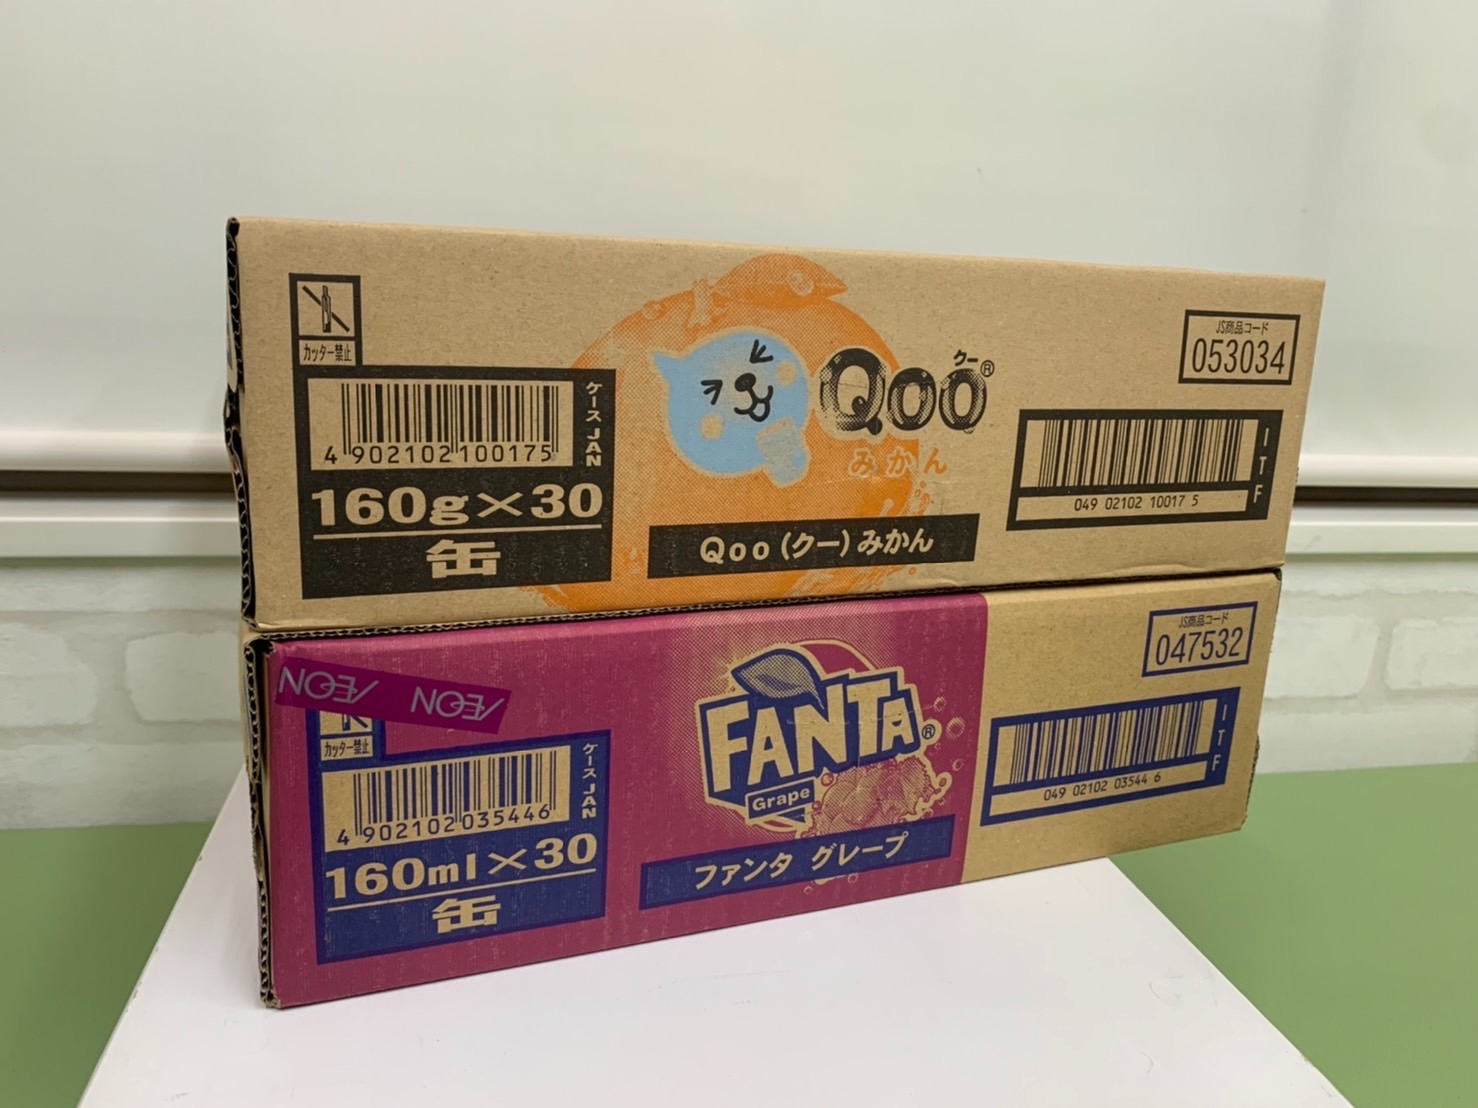 カッター禁止
4 902102 100175
ケースJAN
160g×30
缶
クー
Qoo®
みかん
Qoo(クー)みかん
JS商品コード
053034
ITF
049 02102 10017 5
AEON AEON
カッター禁止
4 902102 035446
ケースJAN
160ml×30
缶
FANTA®
Grape
ファンタ グレープ
JS商品コード
047532
ITF
049 02102 03544 6